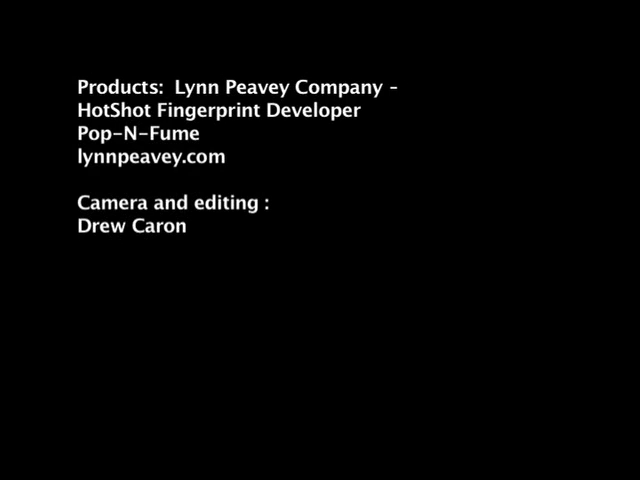 Products:  Lynn Peavey Company -
HotShot Fingerprint Developer
Pop-N-Fume
lynnpeavey.com
Camera and editing :
Drew Caron